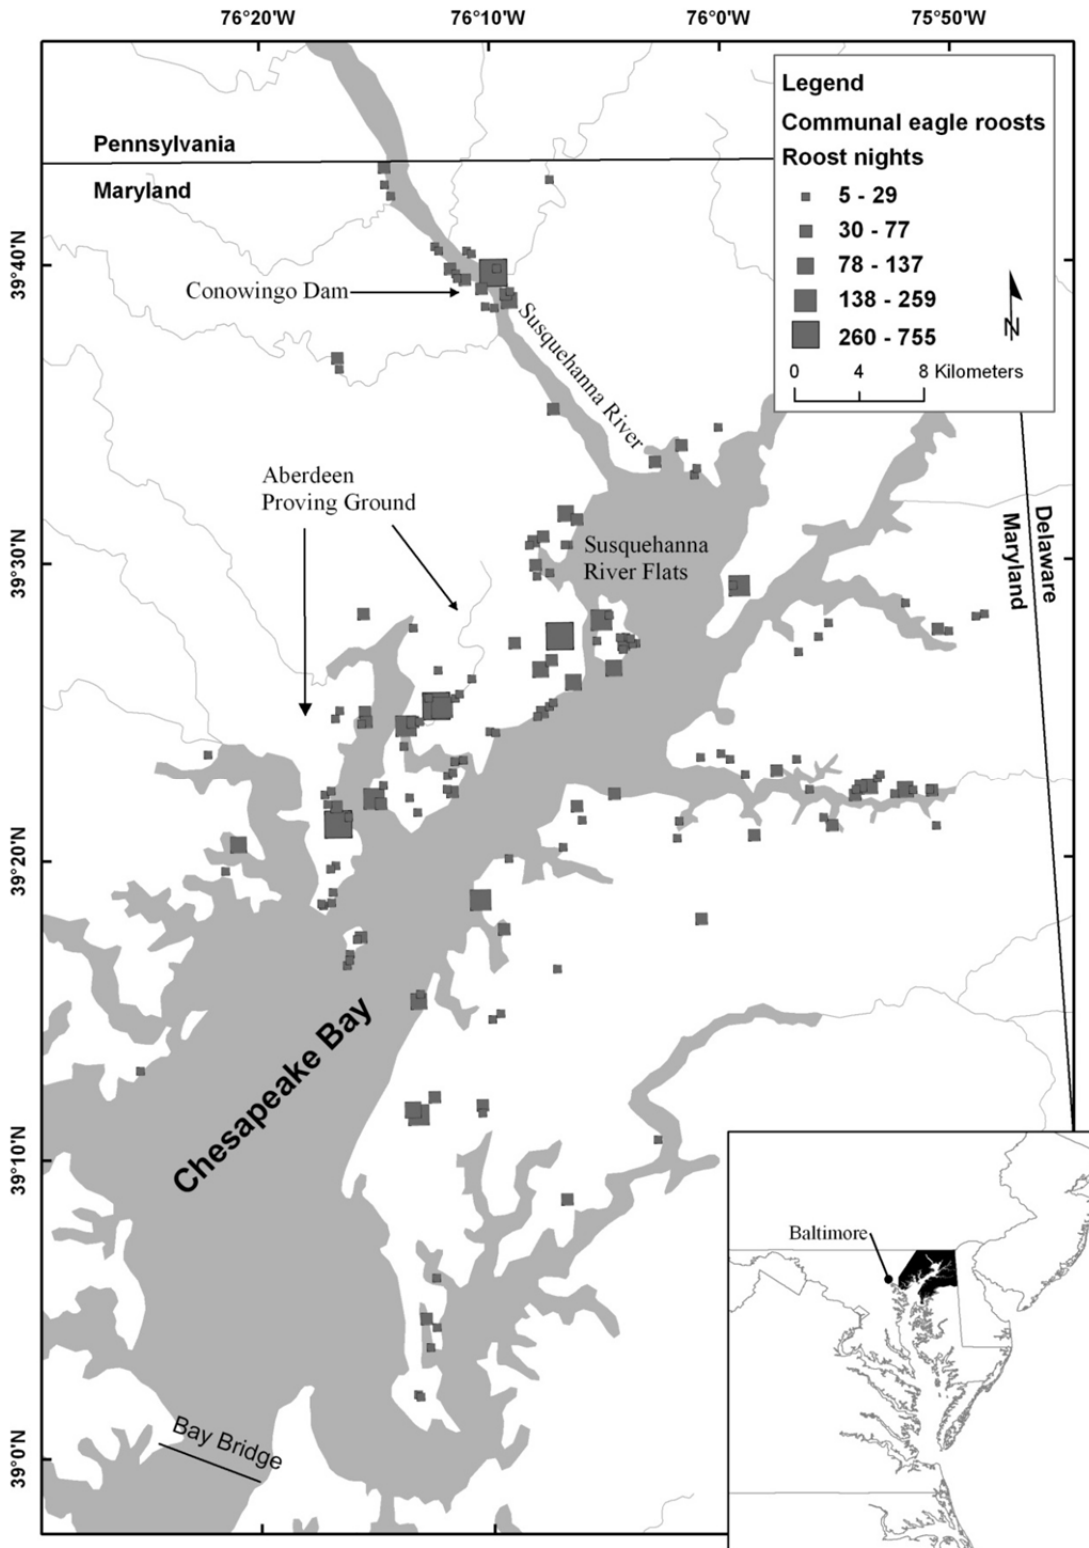 76°20'W 76°10'W 76°0'W 75°50'W
Legend
Communal eagle roosts
Roost nights
5 - 29
30 - 77
78 - 137
138 - 259
260 - 755
N
0 4 8 Kilometers
Pennsylvania
Maryland
39°40'N
Conowingo Dam
Susquehanna River
Aberdeen
Proving Ground
Susquehanna
River Flats
Delaware
Maryland
39°30'N
39°20'N
Chesapeake Bay
39°10'N
Baltimore
Bay Bridge
39°0'N